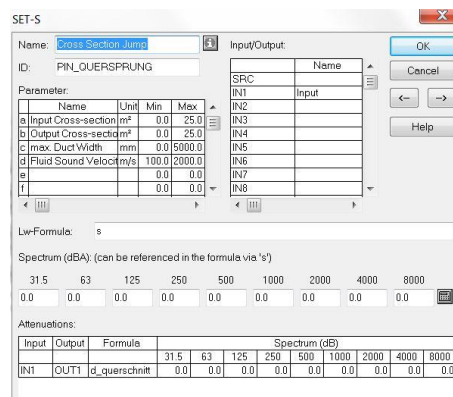 SET-S
Name: Cross Section Jump
ID: PIN_QUERSPRUNG
Parameter:
Name Unit Min Max
a Input Cross-section m² 0.0 25.0
b Output Cross-sectio m² 0.0 25.0
c max. Duct Width mm 0.0 5000.0
d Fluid Sound Velocit m/s 100.0 2000.0
e 0.0 0.0
f 0.0 0.0
Input/Output:
Name
SRC
IN1 Input
IN2
IN3
IN4
IN5
IN6
IN7
IN8
OK
Cancel
<- ->
Help
Lw-Formula: s
Spectrum (dBA): (can be referenced in the formula via 's')
31.5 63 125 250 500 1000 2000 4000 8000
0.0 0.0 0.0 0.0 0.0 0.0 0.0 0.0 0.0
Attenuations:
Input Output Formula Spectrum (dB)
31.5 63 125 250 500 1000 2000 4000 8000
IN1 OUT1 d_querschnitt 0.0 0.0 0.0 0.0 0.0 0.0 0.0 0.0 0.0